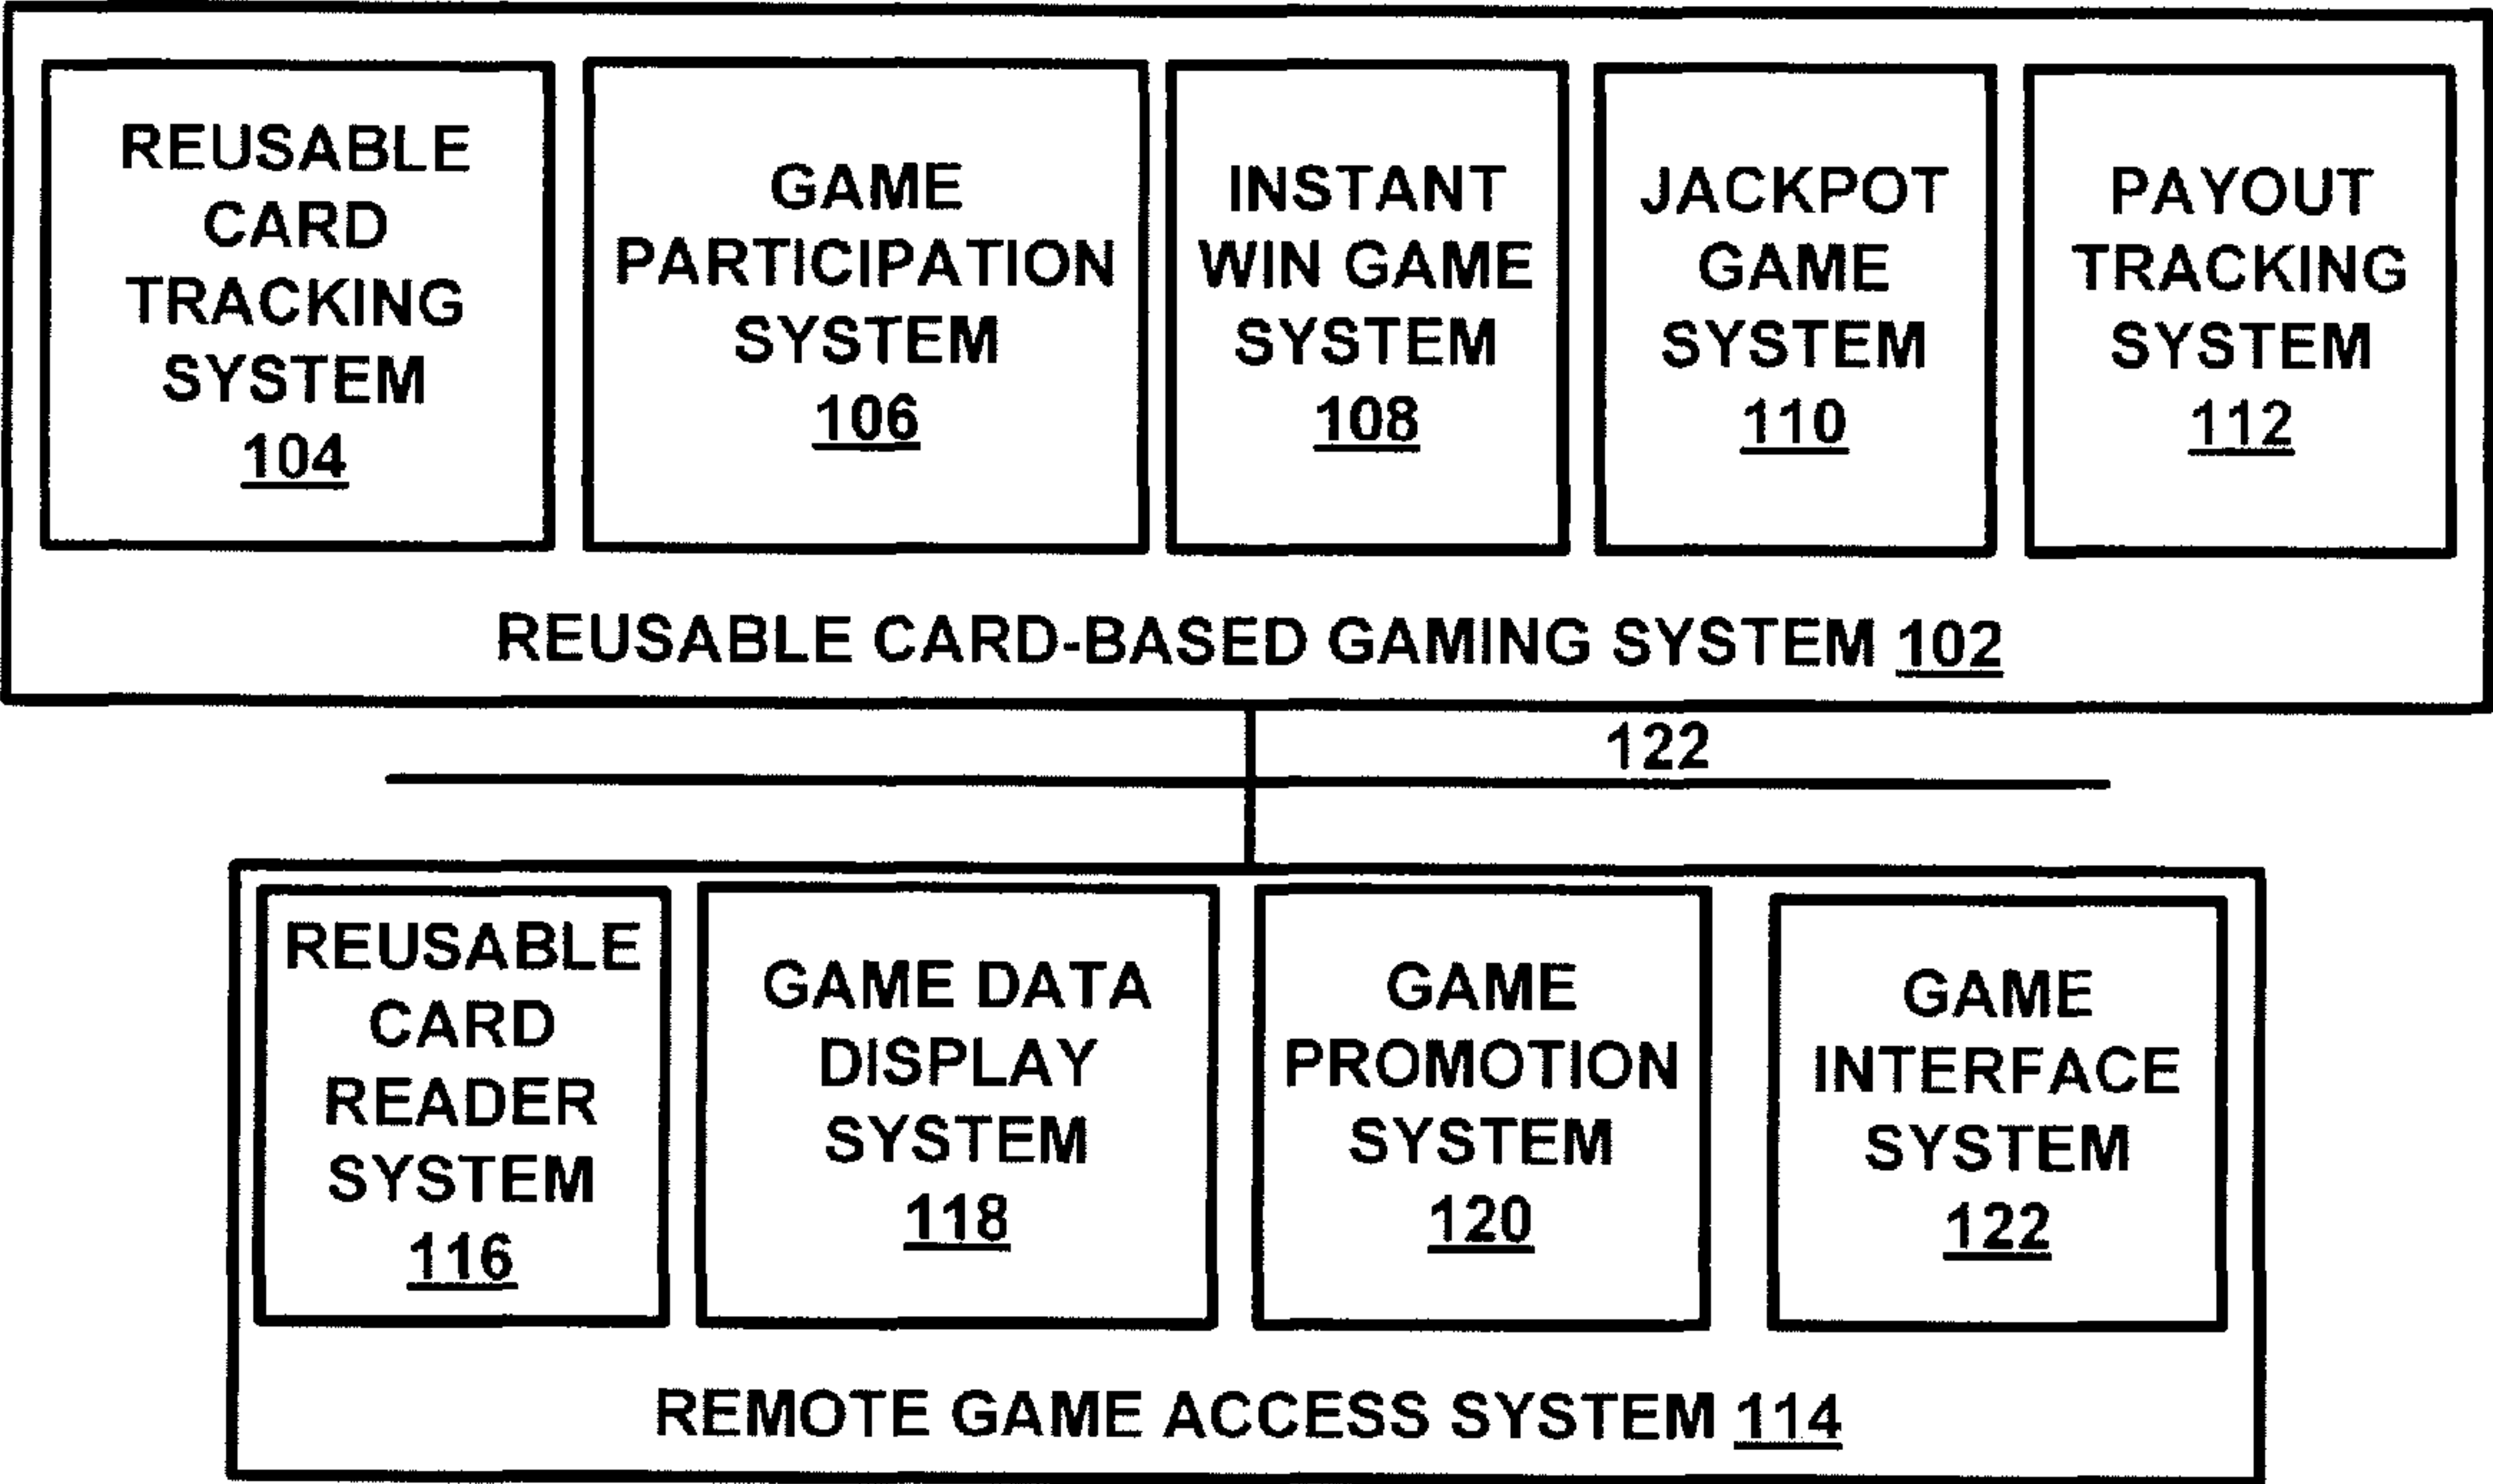 REUSABLE
CARD
TRACKING
SYSTEM
104
GAME
PARTICIPATION
SYSTEM
106
INSTANT
WIN GAME
SYSTEM
108
JACKPOT
GAME
SYSTEM
110
PAYOUT
TRACKING
SYSTEM
112
REUSABLE CARD-BASED GAMING SYSTEM 102
122
REUSABLE
CARD
READER
SYSTEM
116
GAME DATA
DISPLAY
SYSTEM
118
GAME
PROMOTION
SYSTEM
120
GAME
INTERFACE
SYSTEM
122
REMOTE GAME ACCESS SYSTEM 114